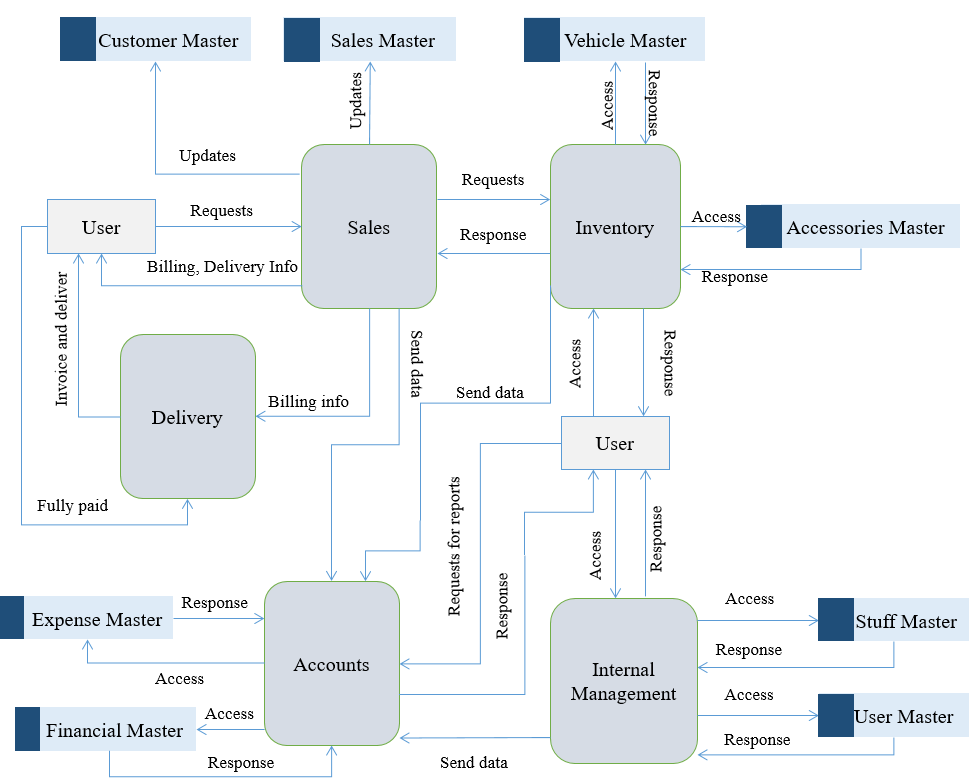 Customer Master
Sales Master
Vehicle Master
Updates
Access
Response
Updates
Requests
User
Requests
Sales
Inventory
Access
Accessories Master
Response
Billing, Delivery Info
Response
Invoice and deliver
Send data
Access
Response
Billing info
Send data
Delivery
User
Fully paid
Requests for reports
Access
Response
Response
Expense Master
Response
Access
Accounts
Internal
Management
Access
Stuff Master
Response
Access
User Master
Response
Financial Master
Access
Response
Send data